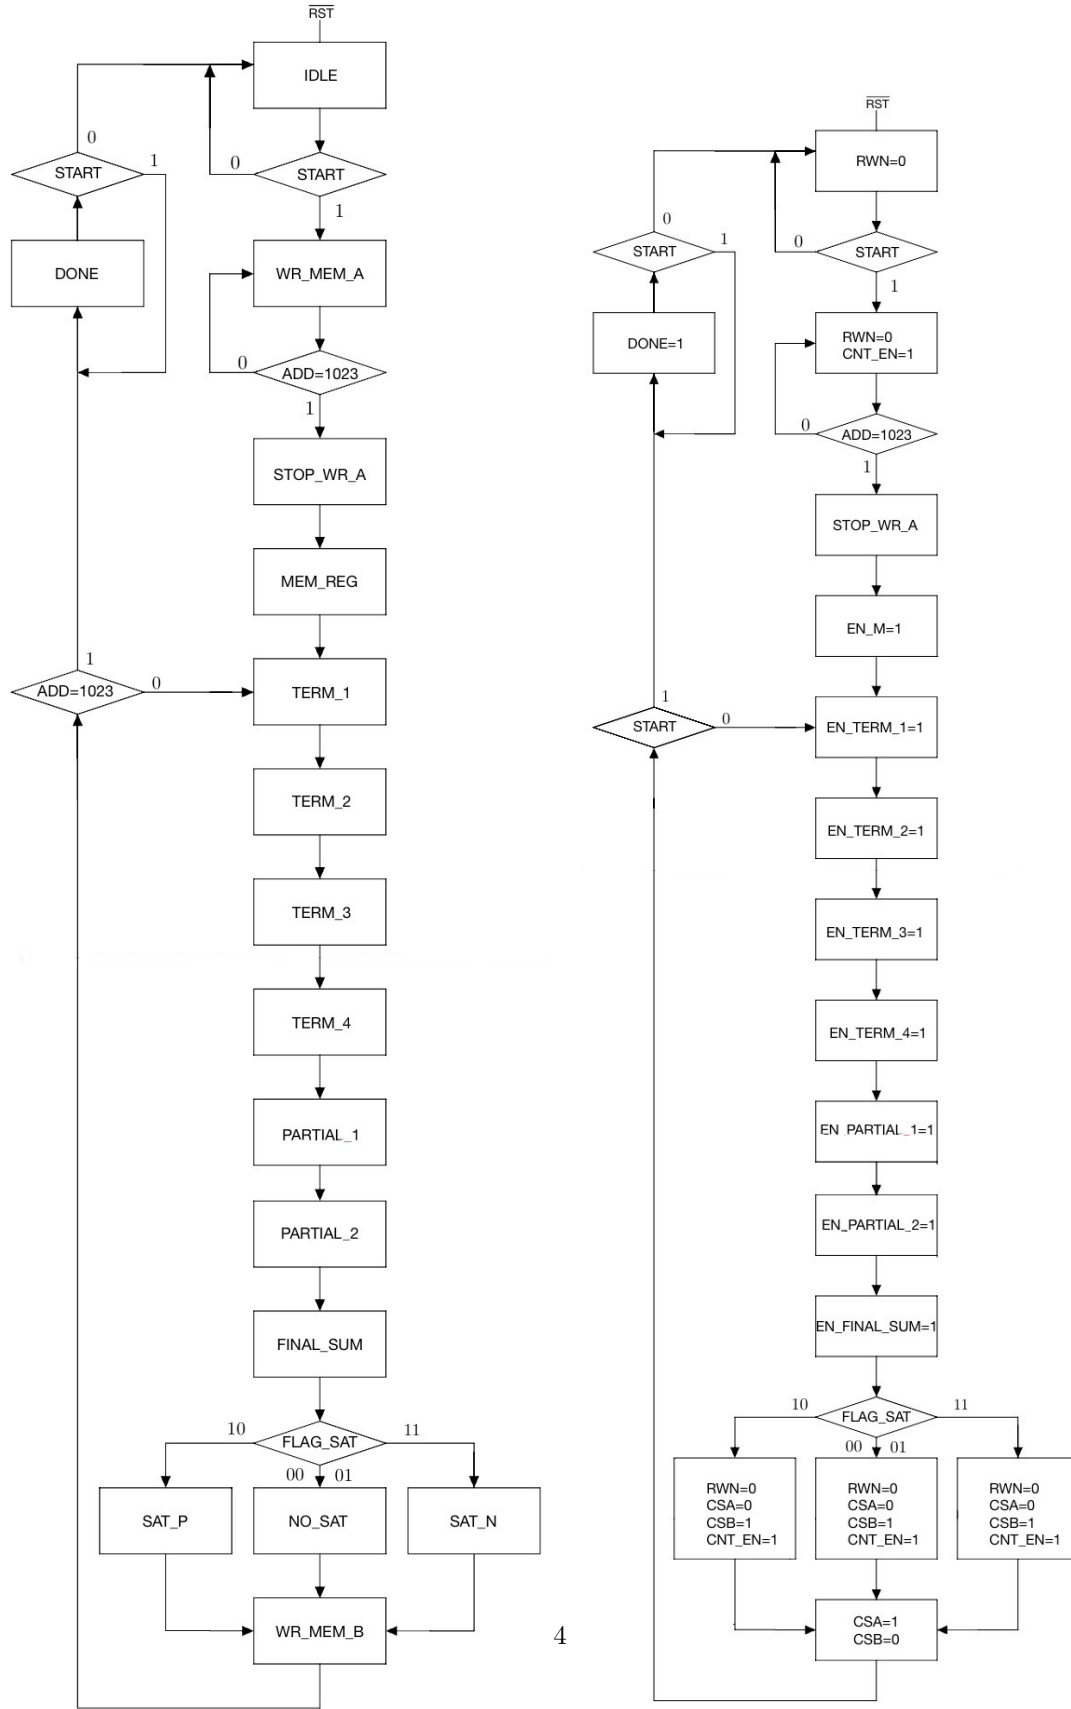 RST
IDLE
0
START
1
0
START
1
DONE
WR_MEM_A
0
ADD=1023
1
STOP_WR_A
MEM_REG
1
ADD=1023
0
TERM_1
TERM_2
TERM_3
TERM_4
PARTIAL_1
PARTIAL_2
FINAL_SUM
10
FLAG_SAT
11
00
01
SAT_P
NO_SAT
SAT_N
WR_MEM_B
4
RST
RWN=0
0
START
1
0
START
1
DONE=1
RWN=0
CNT_EN=1
0
ADD=1023
1
STOP_WR_A
EN_M=1
1
START
0
EN_TERM_1=1
EN_TERM_2=1
EN_TERM_3=1
EN_TERM_4=1
EN PARTIAL_1=1
EN_PARTIAL_2=1
EN_FINAL_SUM=1
10
FLAG_SAT
11
00
01
RWN=0
CSA=0
CSB=1
CNT_EN=1
RWN=0
CSA=0
CSB=1
CNT_EN=1
RWN=0
CSA=0
CSB=1
CNT_EN=1
CSA=1
CSB=0